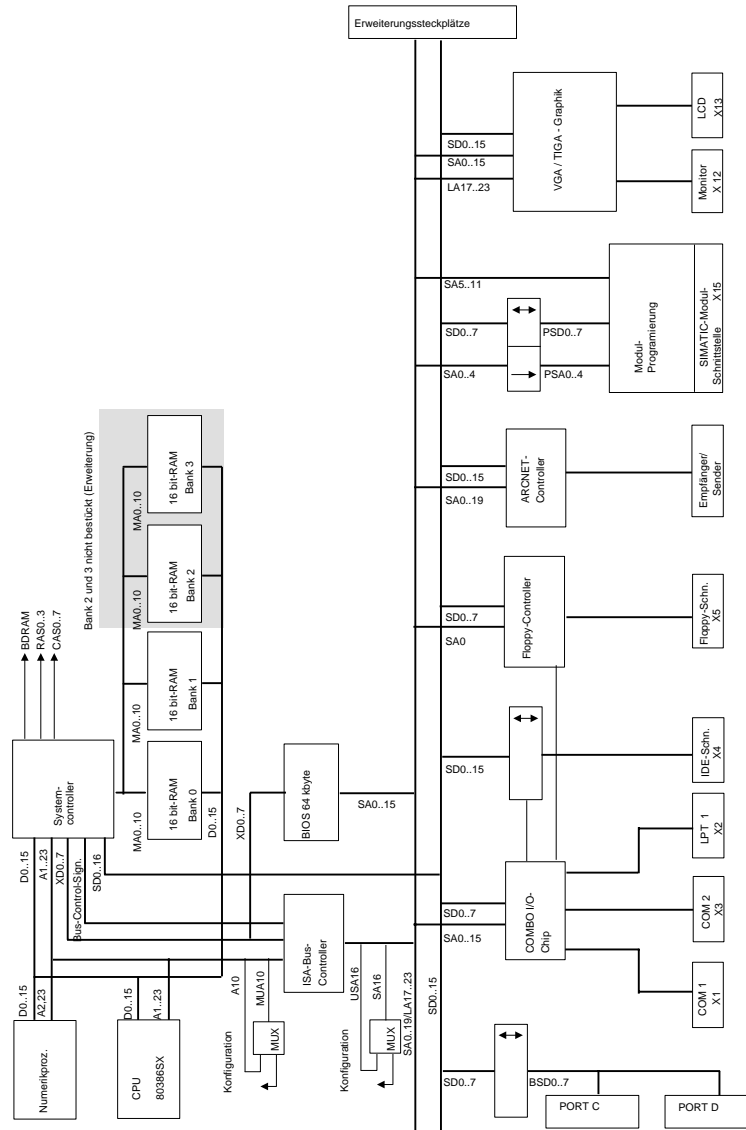 Erweiterungssteckplätze
SD0..15
SA0..15
LA17..23
VGA / TIGA - Graphik
LCD
X13
Monitor
X 12
SA5..11
SD0..7
PSD0..7
SA0..4
PSA0..4
Modul-
Programierung
SIMATIC-Modul-
Schnittstelle
X15
SD0..15
SA0..19
ARCNET-
Controller
Empfänger/
Sender
SD0..7
SA0
Floppy-Controller
Floppy-Schn.
X5
SD0..15
IDE-Schn.
X4
LPT 1
X2
SD0..7
SA0..15
COMBO I/O-
Chip
COM 2
X3
COM 1
X1
SD0..7
BSD0..7
PORT C
PORT D
Bank 2 und 3 nicht bestückt (Erweiterung)
MA0..10
16 bit-RAM
Bank 3
MA0..10
16 bit-RAM
Bank 2
MA0..10
16 bit-RAM
Bank 1
MA0..10
16 bit-RAM
Bank 0
D0..15
BDRAM
RAS0..3
CAS0..7
System-
controller
D0..15
A1..23
XD0..7
Bus-Control-Sign.
SD0..16
XD0..7
BIOS 64 kbyte
SA0..15
ISA-Bus-
Controller
A10
MUA10
USA16
SA16
SA0..19/LA17..23
SD0..15
Konfiguration
MUX
Konfiguration
MUX
D0..15
A2,23
Numerikproz.
D0..15
A1..23
CPU
80386SX